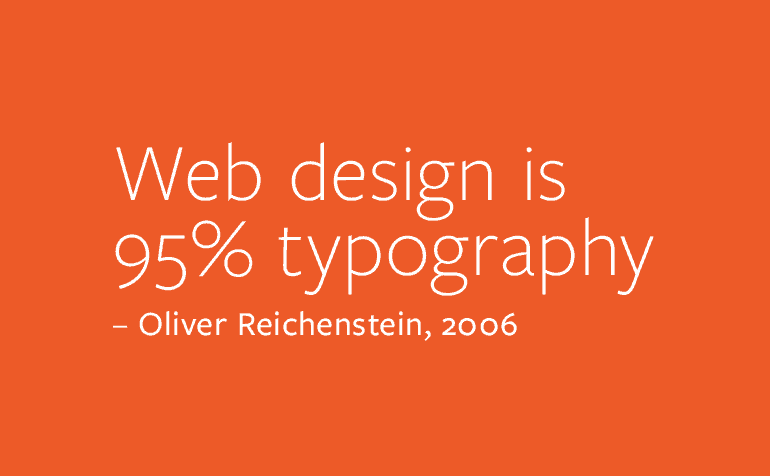 Web design is
95% typography
– Oliver Reichenstein, 2006